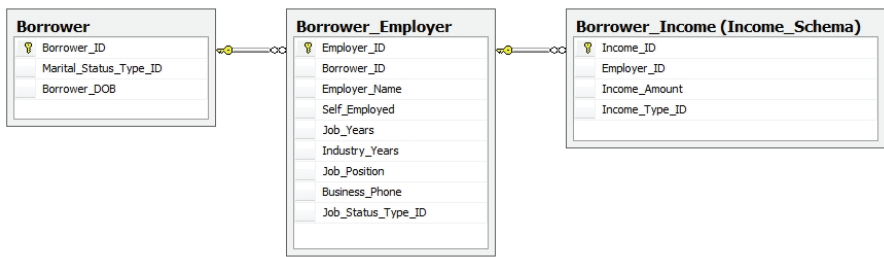 Borrower
Borrower_ID
Marital_Status_Type_ID
Borrower_DOB
Borrower_Employer
Employer_ID
Borrower_ID
Employer_Name
Self_Employed
Job_Years
Industry_Years
Job_Position
Business_Phone
Job_Status_Type_ID
Borrower_Income (Income_Schema)
Income_ID
Employer_ID
Income_Amount
Income_Type_ID